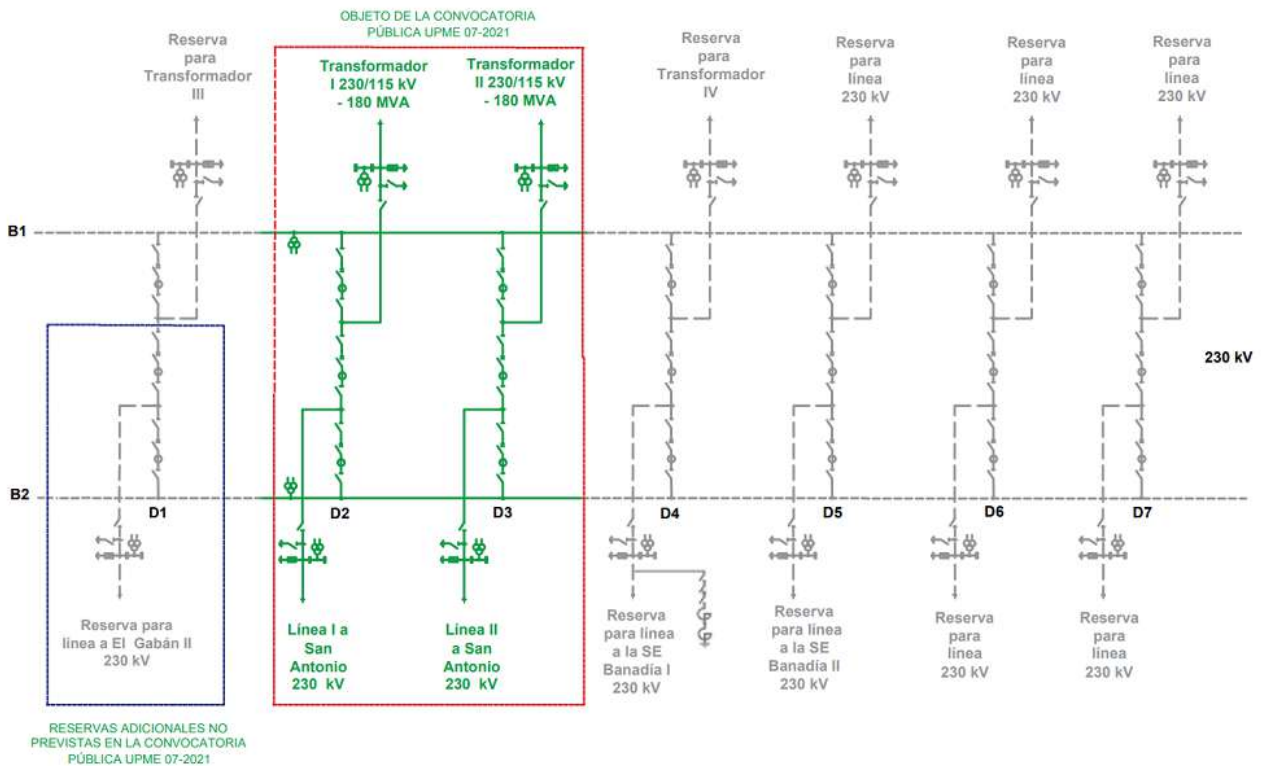 OBJETO DE LA CONVOCATORIA
PÚBLICA UPME 07-2021
Reserva
para
Transformador
III
Transformador
I 230/115 kV
- 180 MVA
Transformador
II 230/115 kV
- 180 MVA
Reserva
para
Transformador
IV
Reserva
para
línea
230 kV
Reserva
para
línea
230 kV
Reserva
para
línea
230 kV
B1
230 kV
B2
D1
D2
D3
D4
D5
D6
D7
Reserva para
línea a El Gabán II
230 kV
Línea I a
San
Antonio
230 kV
Línea II
a San
Antonio
230 kV
Reserva
para línea
a la SE
Banadía I
230 kV
Reserva
para línea
a la SE
Banadía II
230 kV
Reserva
para
línea
230 kV
Reserva
para
línea
230 kV
RESERVAS ADICIONALES NO
PREVISTAS EN LA CONVOCATORIA
PÚBLICA UPME 07-2021